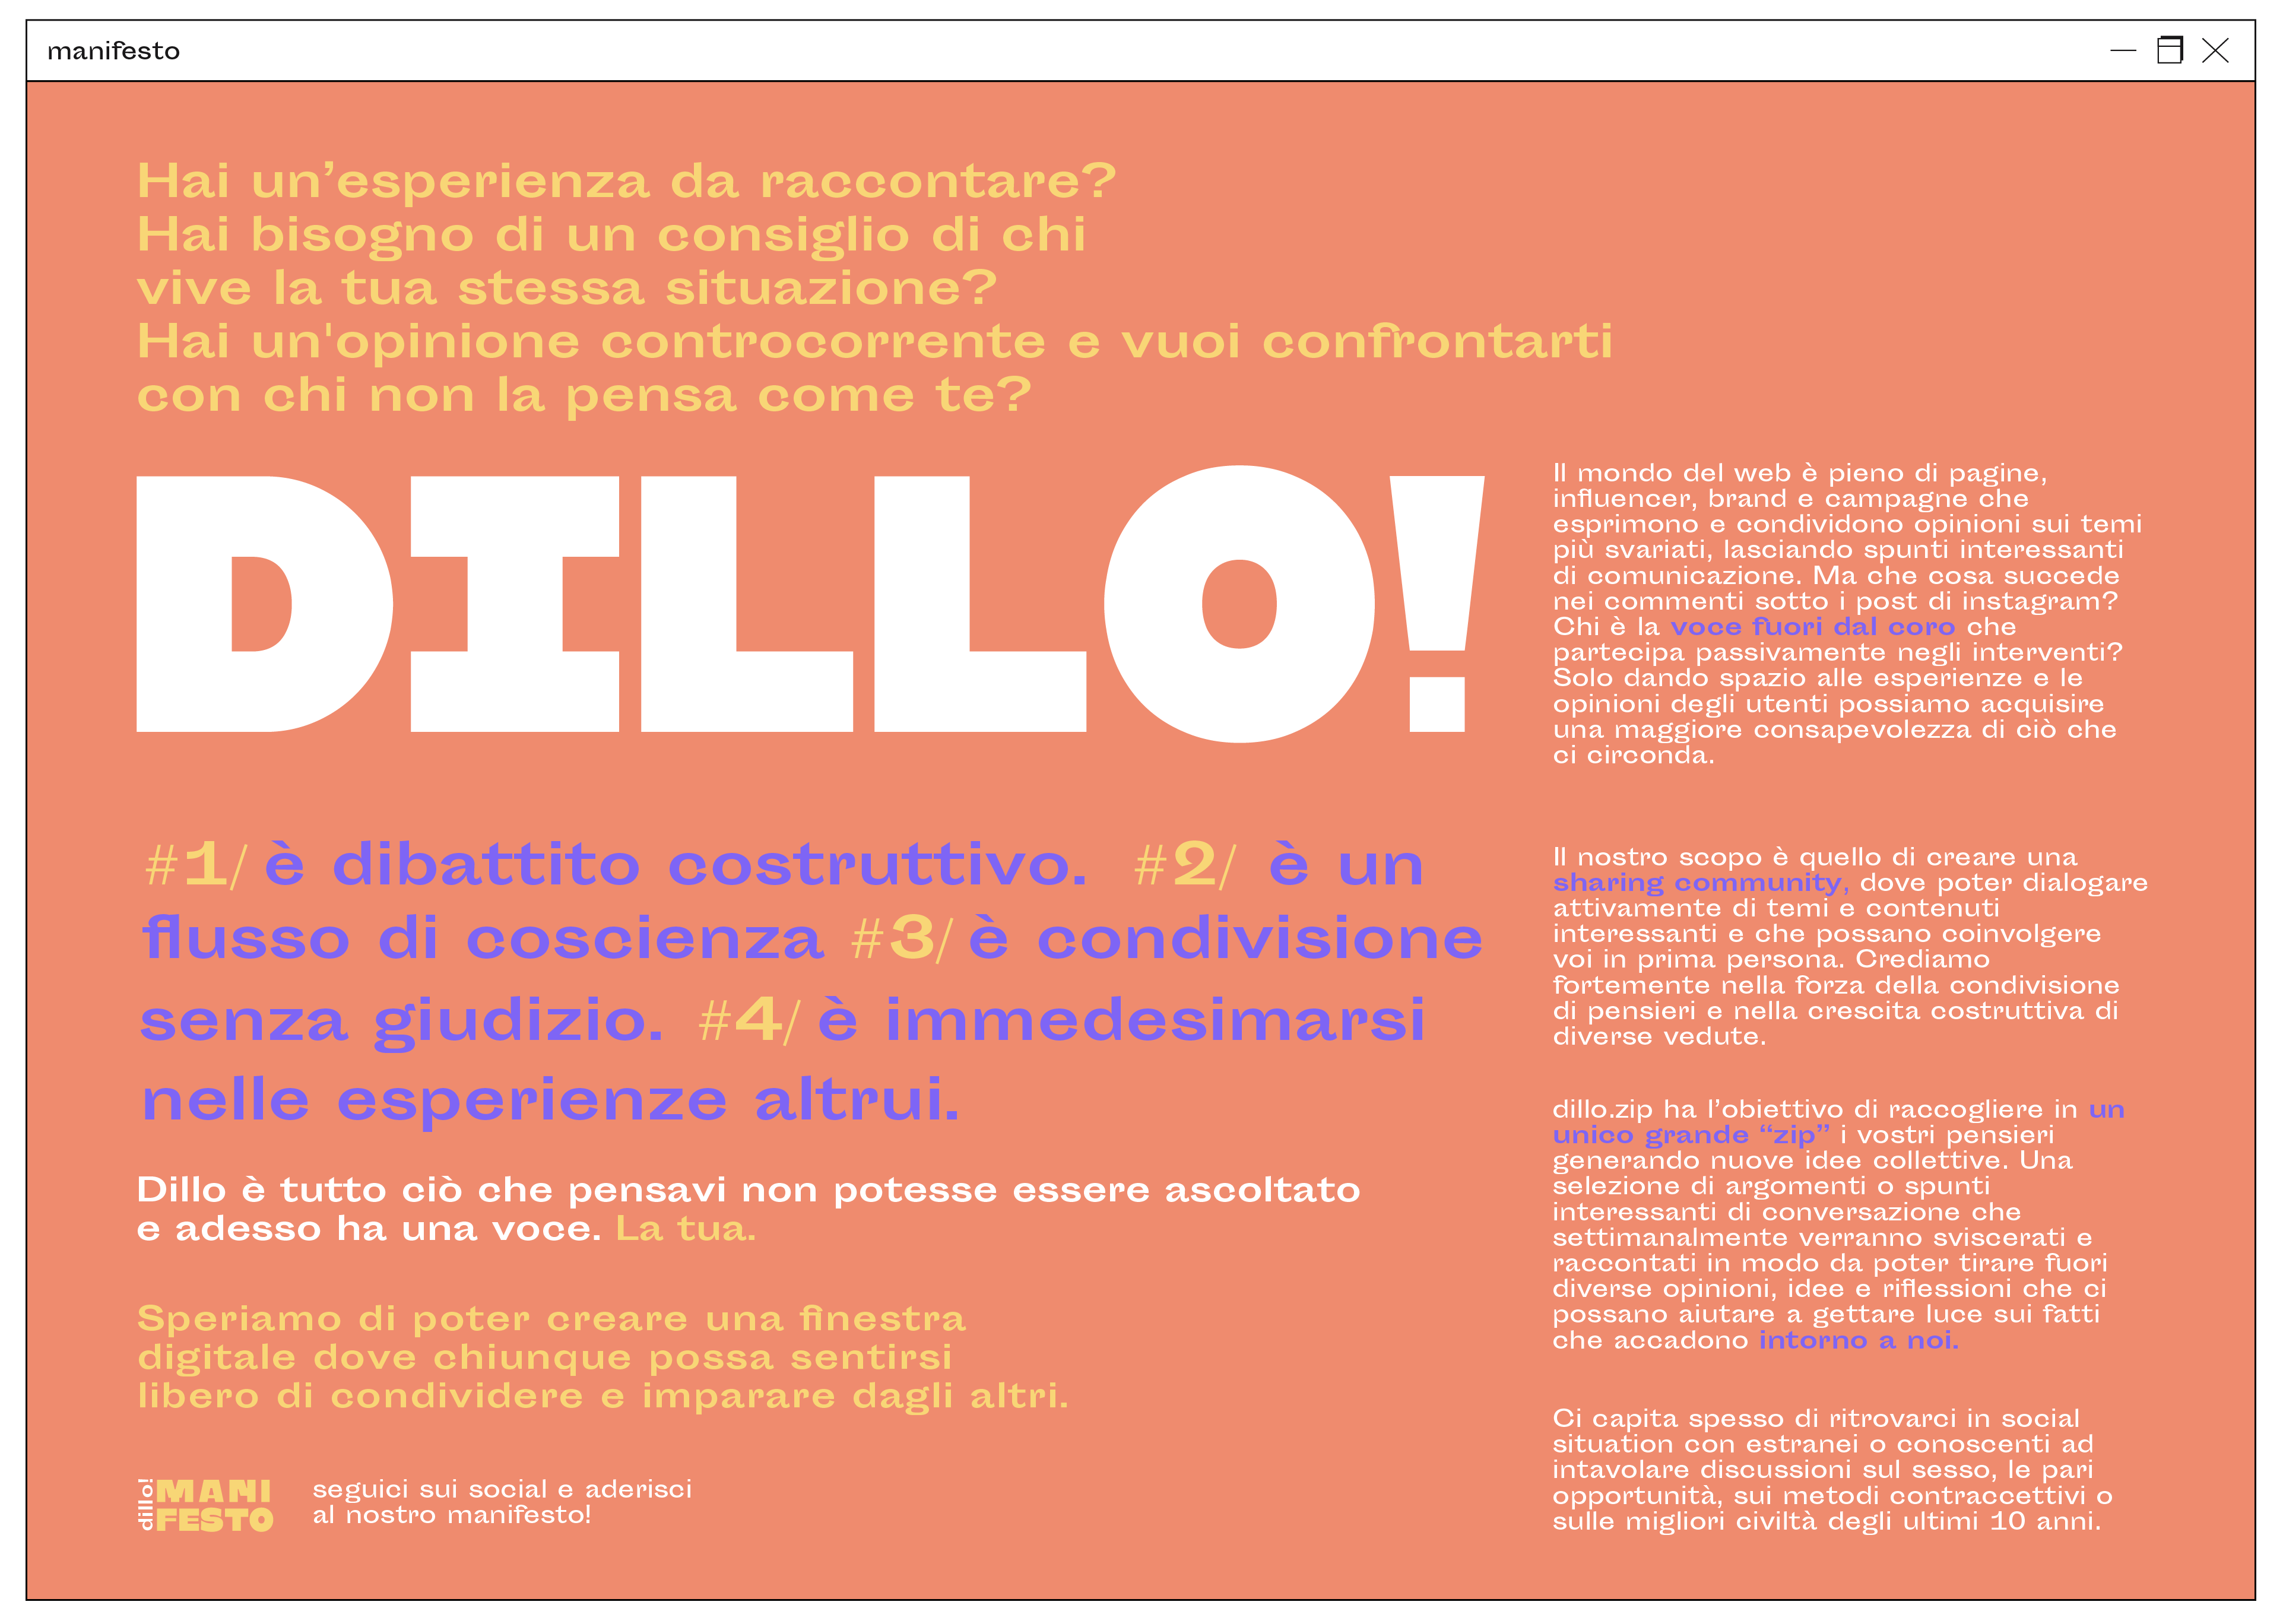 manifesto
Hai un’esperienza da raccontare?
Hai bisogno di un consiglio di chi
vive la tua stessa situazione?
Hai un'opinione controcorrente e vuoi confrontarti
con chi non la pensa come te?
DILLO!
#1/ è dibattito costruttivo. #2/ è un
flusso di coscienza #3/ è condivisione
senza giudizio. #4/ è immedesimarsi
nelle esperienze altrui.
Dillo è tutto ciò che pensavi non potesse essere ascoltato
e adesso ha una voce. La tua.
Speriamo di poter creare una finestra
digitale dove chiunque possa sentirsi
libero di condividere e imparare dagli altri.
dillo!
MANI
FESTO
seguici sui social e aderisci
al nostro manifesto!
Il mondo del web è pieno di pagine,
influencer, brand e campagne che
esprimono e condividono opinioni sui temi
più svariati, lasciando spunti interessanti
di comunicazione. Ma che cosa succede
nei commenti sotto i post di instagram?
Chi è la voce fuori dal coro che
partecipa passivamente negli interventi?
Solo dando spazio alle esperienze e le
opinioni degli utenti possiamo acquisire
una maggiore consapevolezza di ciò che
ci circonda.
Il nostro scopo è quello di creare una
sharing community, dove poter dialogare
attivamente di temi e contenuti
interessanti e che possano coinvolgere
voi in prima persona. Crediamo
fortemente nella forza della condivisione
di pensieri e nella crescita costruttiva di
diverse vedute.
dillo.zip ha l’obiettivo di raccogliere in un
unico grande “zip” i vostri pensieri
generando nuove idee collettive. Una
selezione di argomenti o spunti
interessanti di conversazione che
settimanalmente verranno sviscerati e
raccontati in modo da poter tirare fuori
diverse opinioni, idee e riflessioni che ci
possano aiutare a gettare luce sui fatti
che accadono intorno a noi.
Ci capita spesso di ritrovarci in social
situation con estranei o conoscenti ad
intavolare discussioni sul sesso, le pari
opportunità, sui metodi contraccettivi o
sulle migliori civiltà degli ultimi 10 anni.